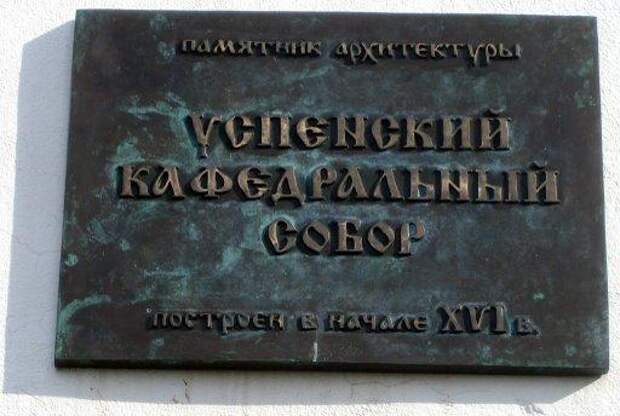 ПАМЯТНИК АРХИТЕКТУРЫ
УСПЕНСКИЙ
КАФЕДРАЛЬНЫЙ
СОБОР
ПОСТРОЕН В НАЧАЛЕ XVI В.